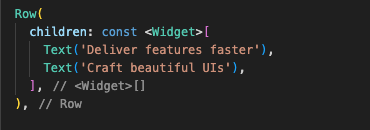 Row(
  children: const <Widget>[
    Text('Deliver features faster'),
    Text('Craft beautiful UIs'),
  ], // <Widget>[]
), // Row